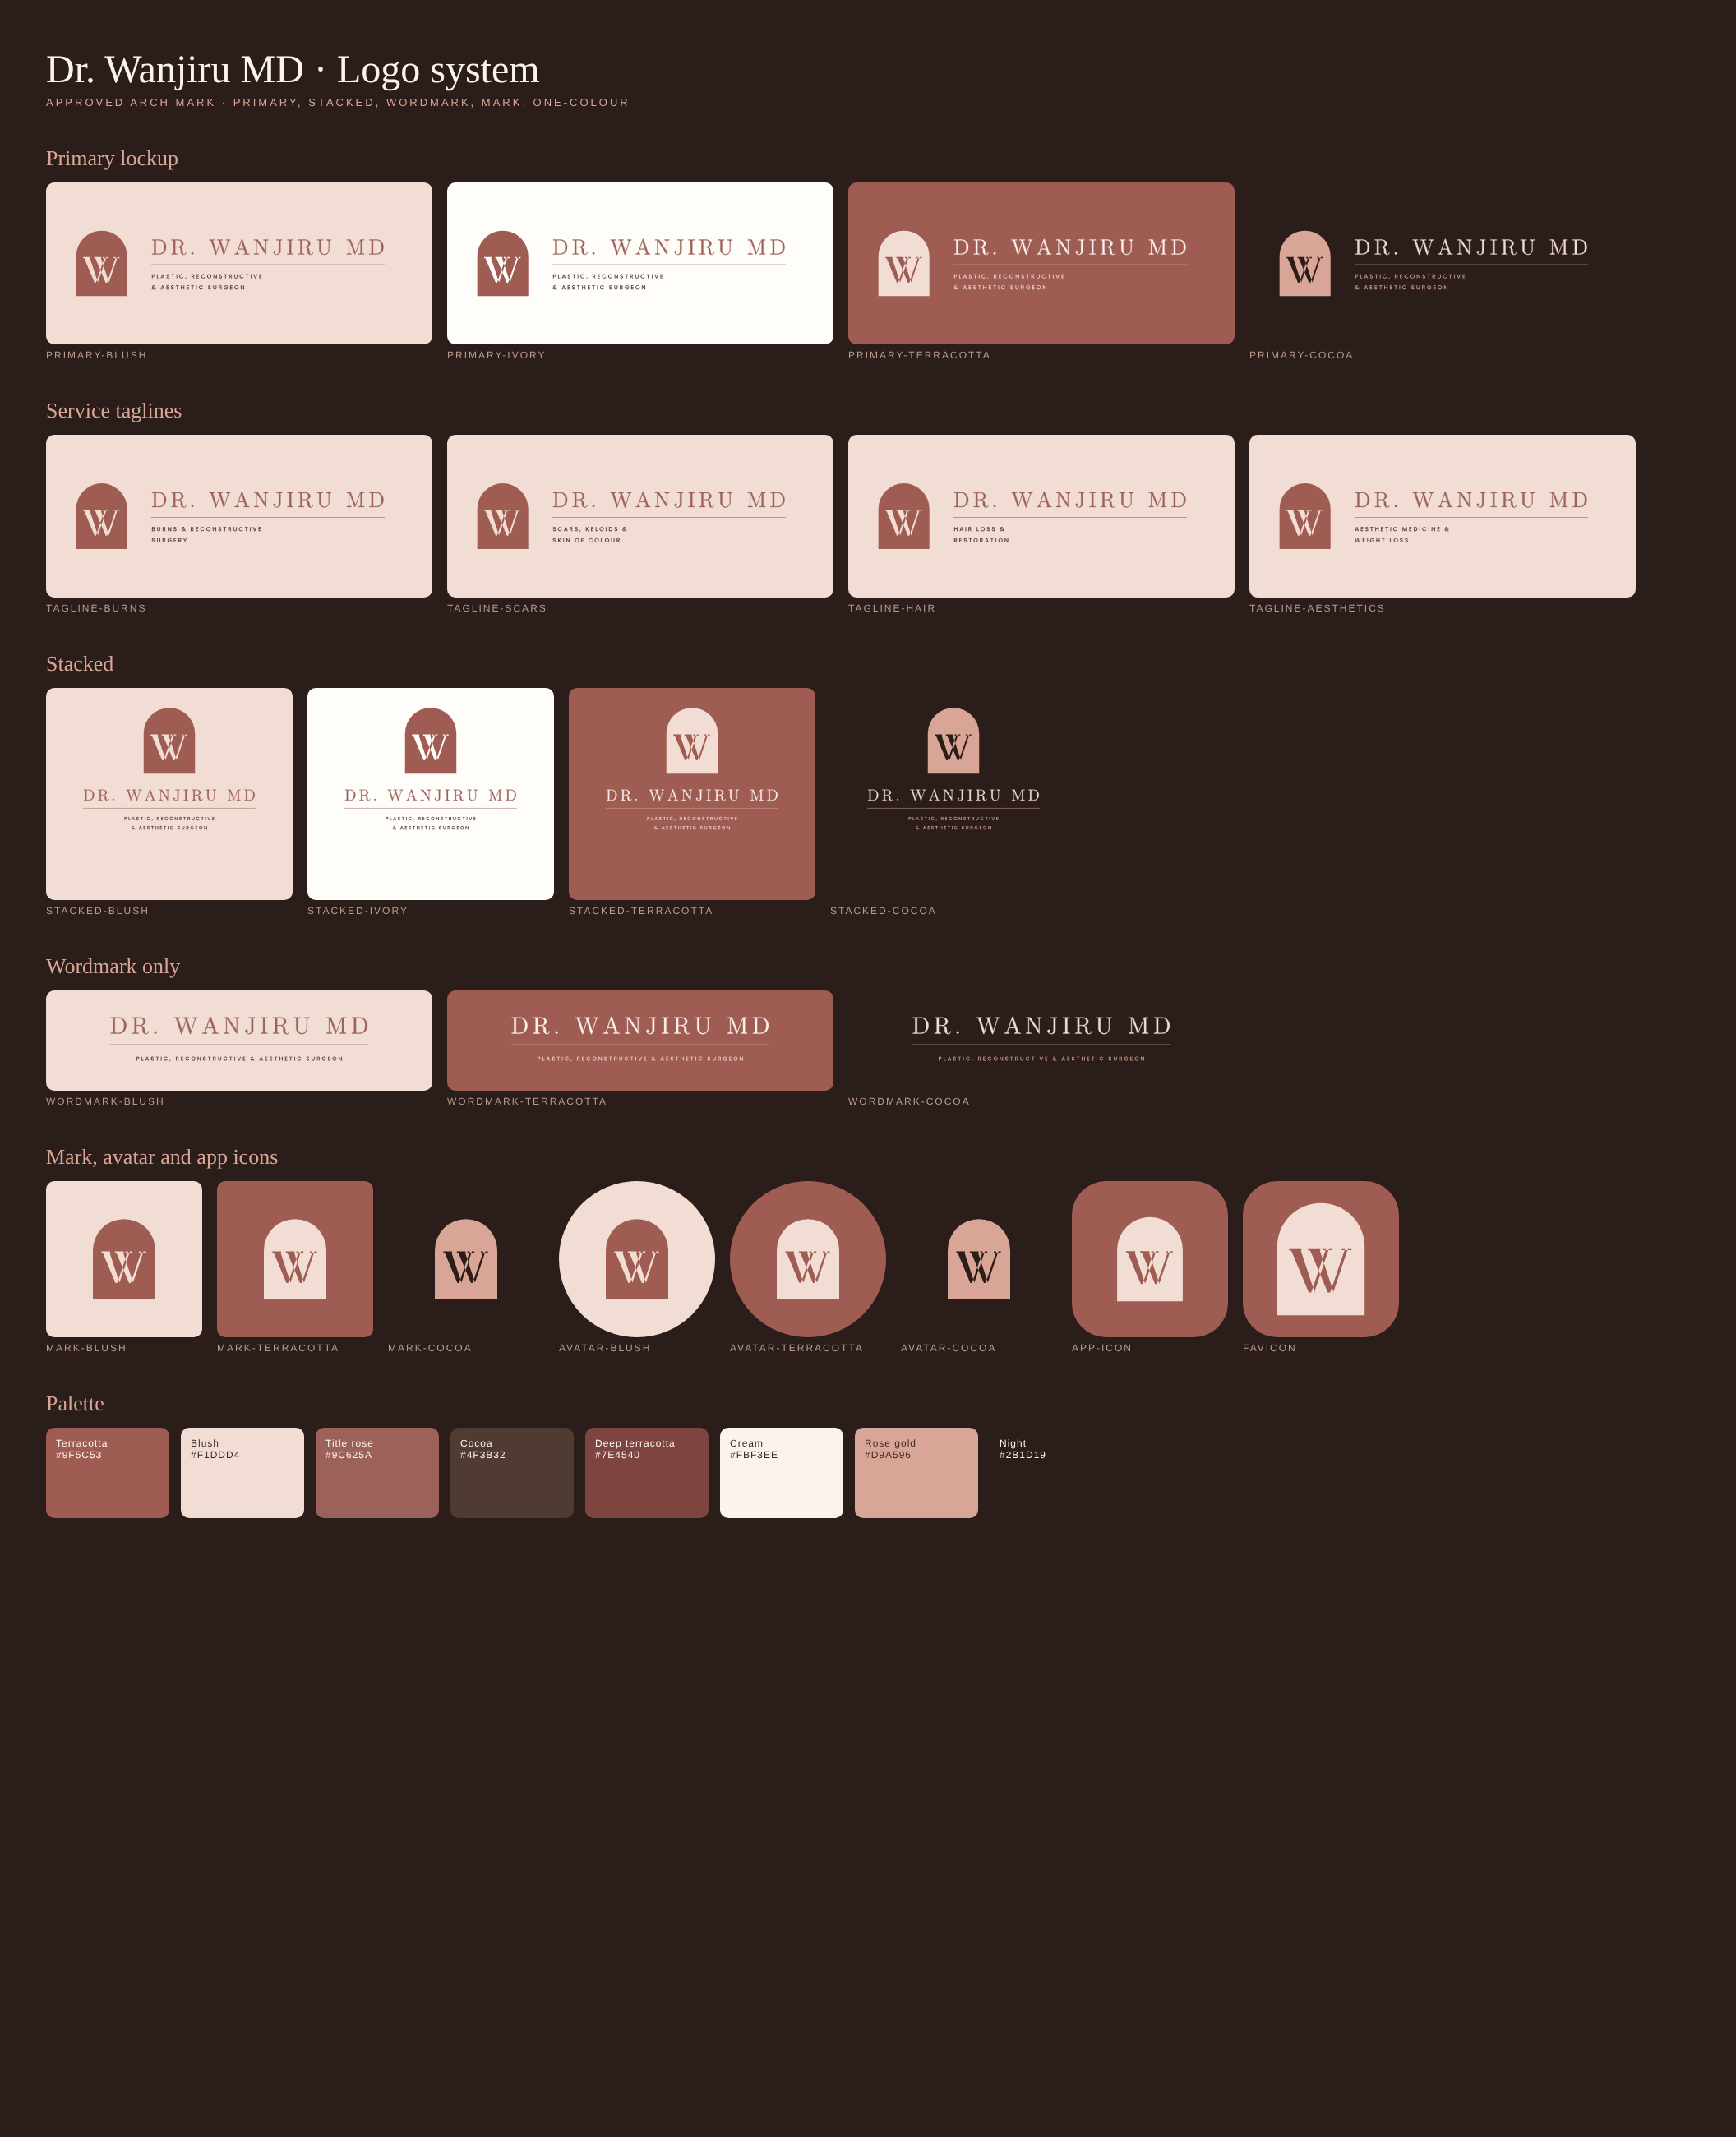 Dr. Wanjiru MD · Logo system
APPROVED ARCH MARK · PRIMARY, STACKED, WORDMARK, MARK, ONE-COLOUR
Primary lockup
W
DR. WANJIRU MD
PLASTIC, RECONSTRUCTIVE
& AESTHETIC SURGEON
PRIMARY-BLUSH
W
DR. WANJIRU MD
PLASTIC, RECONSTRUCTIVE
& AESTHETIC SURGEON
PRIMARY-IVORY
W
DR. WANJIRU MD
PLASTIC, RECONSTRUCTIVE
& AESTHETIC SURGEON
PRIMARY-TERRACOTTA
W
DR. WANJIRU MD
PLASTIC, RECONSTRUCTIVE
& AESTHETIC SURGEON
PRIMARY-COCOA
Service taglines
W
DR. WANJIRU MD
BURNS & RECONSTRUCTIVE
SURGERY
TAGLINE-BURNS
W
DR. WANJIRU MD
SCARS, KELOIDS &
SKIN OF COLOUR
TAGLINE-SCARS
W
DR. WANJIRU MD
HAIR LOSS &
RESTORATION
TAGLINE-HAIR
W
DR. WANJIRU MD
AESTHETIC MEDICINE &
WEIGHT LOSS
TAGLINE-AESTHETICS
Stacked
W
DR. WANJIRU MD
PLASTIC, RECONSTRUCTIVE
& AESTHETIC SURGEON
STACKED-BLUSH
W
DR. WANJIRU MD
PLASTIC, RECONSTRUCTIVE
& AESTHETIC SURGEON
STACKED-IVORY
W
DR. WANJIRU MD
PLASTIC, RECONSTRUCTIVE
& AESTHETIC SURGEON
STACKED-TERRACOTTA
W
DR. WANJIRU MD
PLASTIC, RECONSTRUCTIVE
& AESTHETIC SURGEON
STACKED-COCOA
Wordmark only
DR. WANJIRU MD
PLASTIC, RECONSTRUCTIVE & AESTHETIC SURGEON
WORDMARK-BLUSH
DR. WANJIRU MD
PLASTIC, RECONSTRUCTIVE & AESTHETIC SURGEON
WORDMARK-TERRACOTTA
DR. WANJIRU MD
PLASTIC, RECONSTRUCTIVE & AESTHETIC SURGEON
WORDMARK-COCOA
Mark, avatar and app icons
W
MARK-BLUSH
W
MARK-TERRACOTTA
W
MARK-COCOA
W
AVATAR-BLUSH
W
AVATAR-TERRACOTTA
W
AVATAR-COCOA
W
APP-ICON
W
FAVICON
Palette
Terracotta
#9F5C53
Blush
#F1DDD4
Title rose
#9C625A
Cocoa
#4F3B32
Deep terracotta
#7E4540
Cream
#FBF3EE
Rose gold
#D9A596
Night
#2B1D19